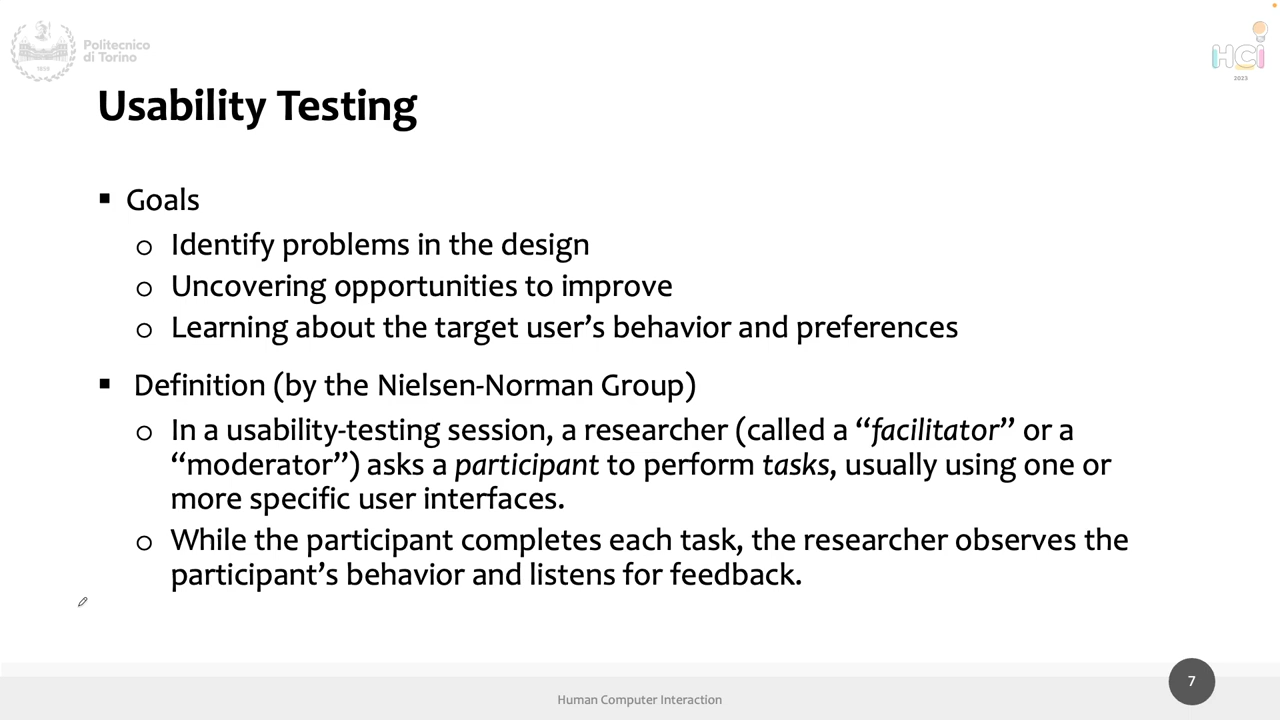 Politecnico
di Torino
1859
HCI
2023
Usability Testing
▪ Goals
o Identify problems in the design
o Uncovering opportunities to improve
o Learning about the target user’s behavior and preferences
▪ Definition (by the Nielsen-Norman Group)
o In a usability-testing session, a researcher (called a “facilitator” or a
“moderator”) asks a participant to perform tasks, usually using one or
more specific user interfaces.
o While the participant completes each task, the researcher observes the
participant’s behavior and listens for feedback.
Human Computer Interaction
7